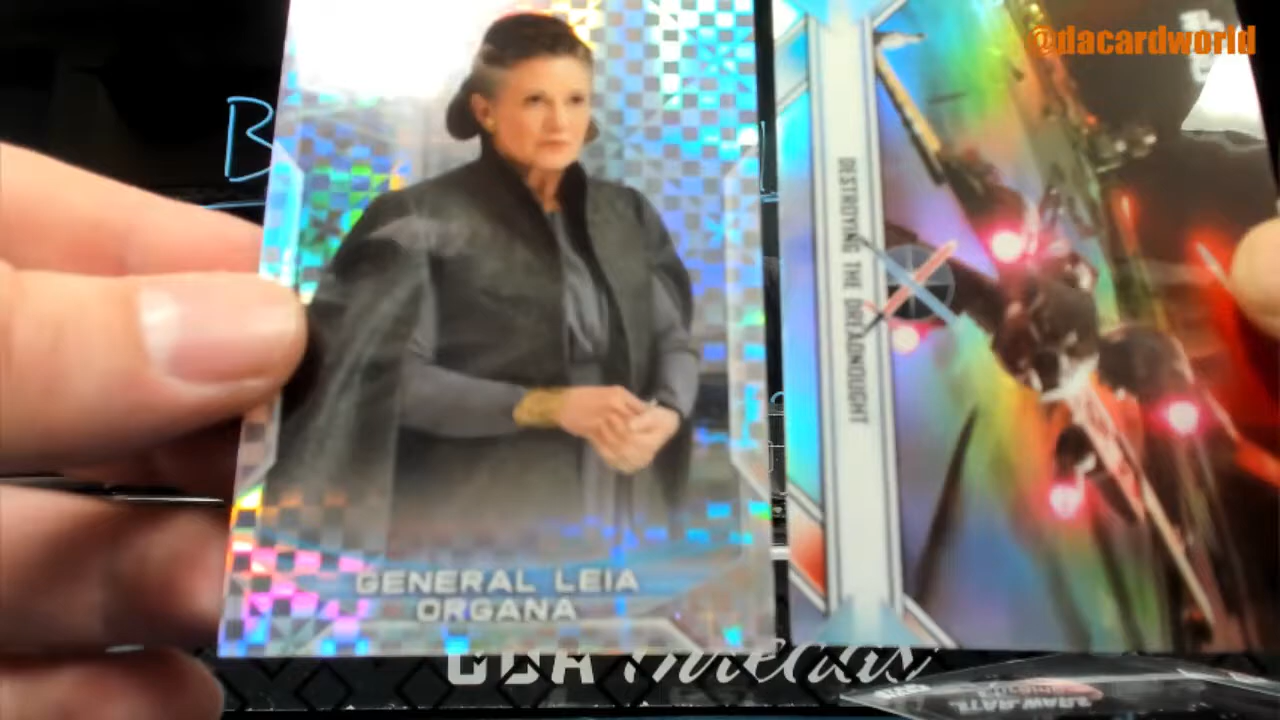 @dacardworld
B
DESTROYING THE DREADNOUGHT
GENERAL LEIA
ORGANA